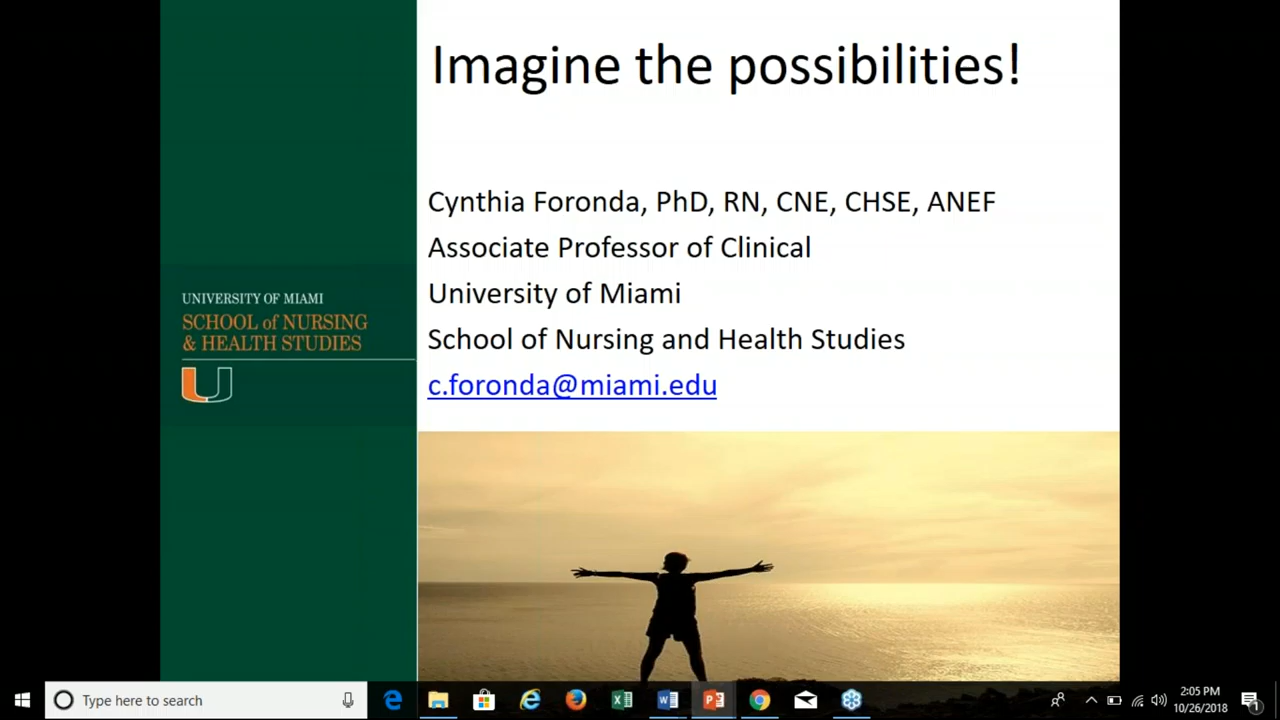 Imagine the possibilities!
Cynthia Foronda, PhD, RN, CNE, CHSE, ANEF
Associate Professor of Clinical
University of Miami
School of Nursing and Health Studies
c.foronda@miami.edu
UNIVERSITY OF MIAMI
SCHOOL of NURSING
& HEALTH STUDIES
Type here to search
2:05 PM
10/26/2018
1